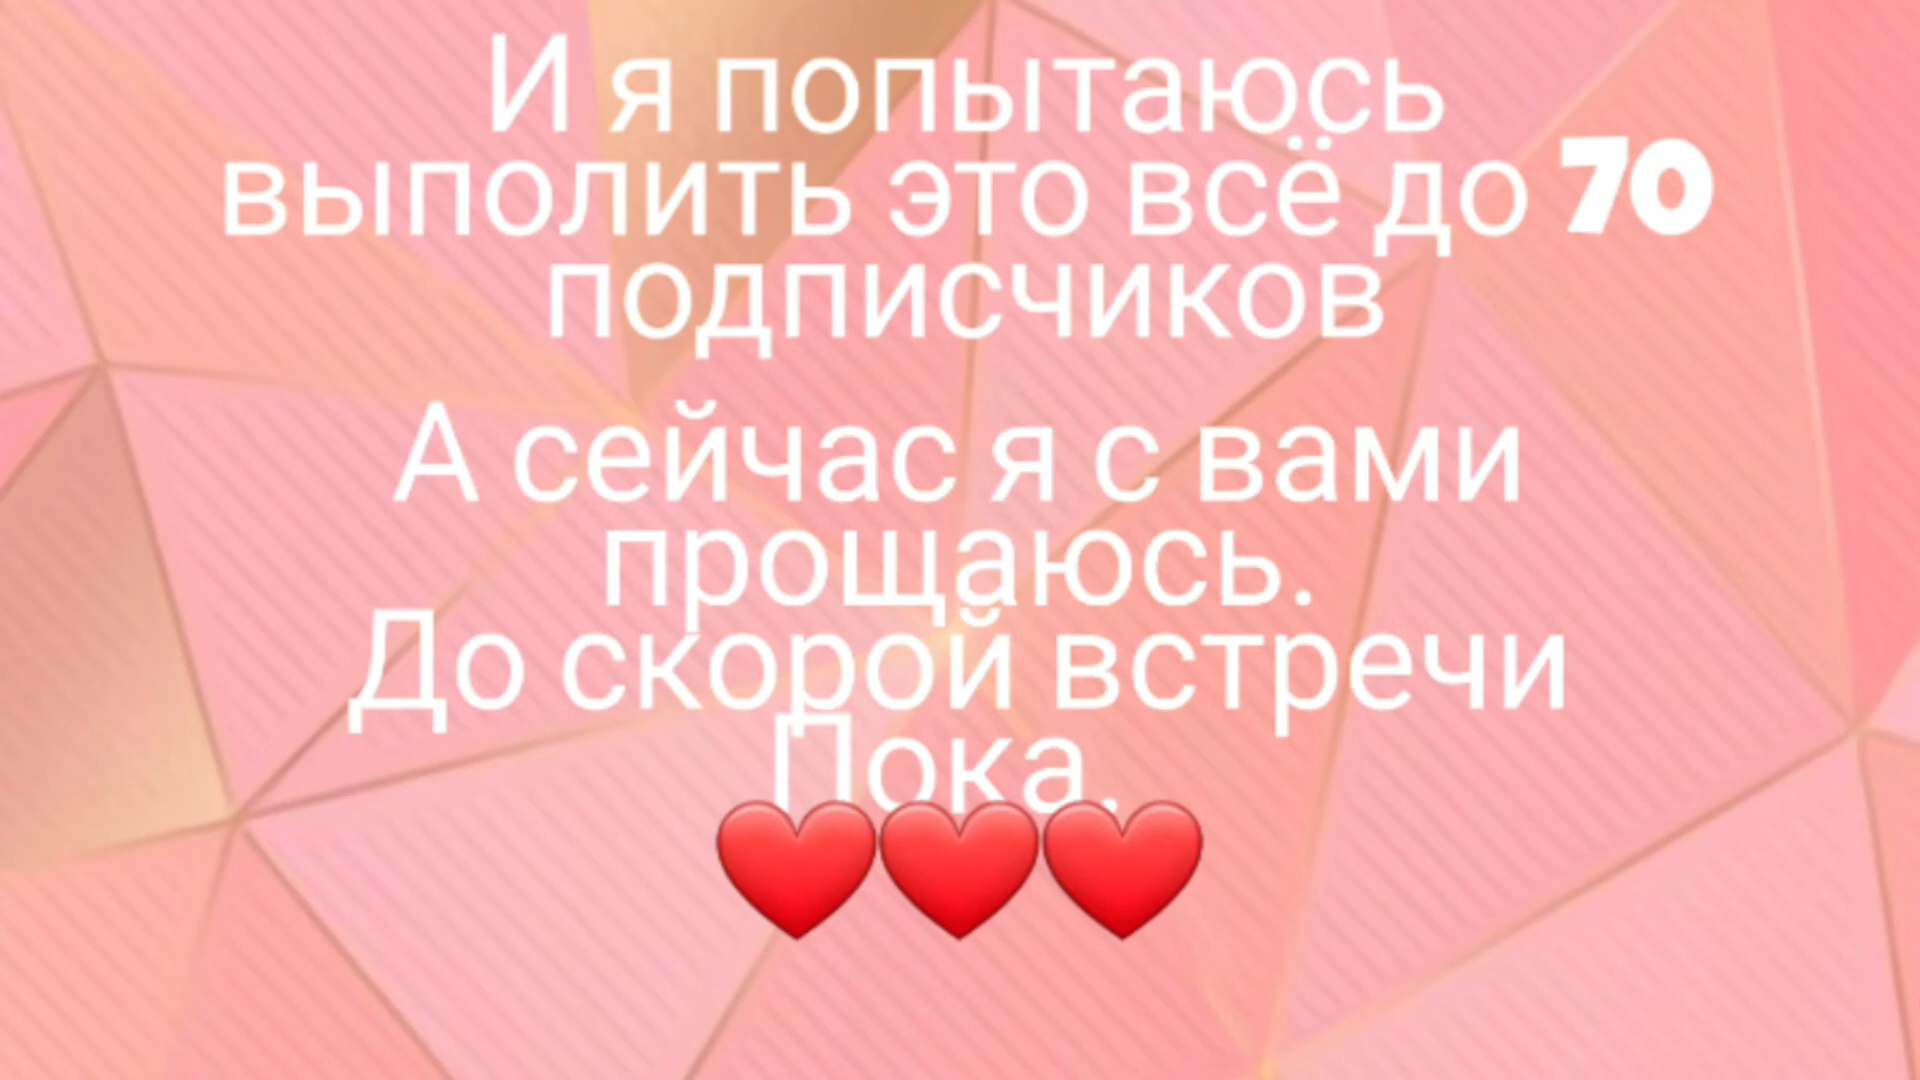 И я попытаюсь
выполить это всё до 70
подписчиков
А сейчас я с вами
прощаюсь.
До скорой встречи
Пока.
❤❤❤